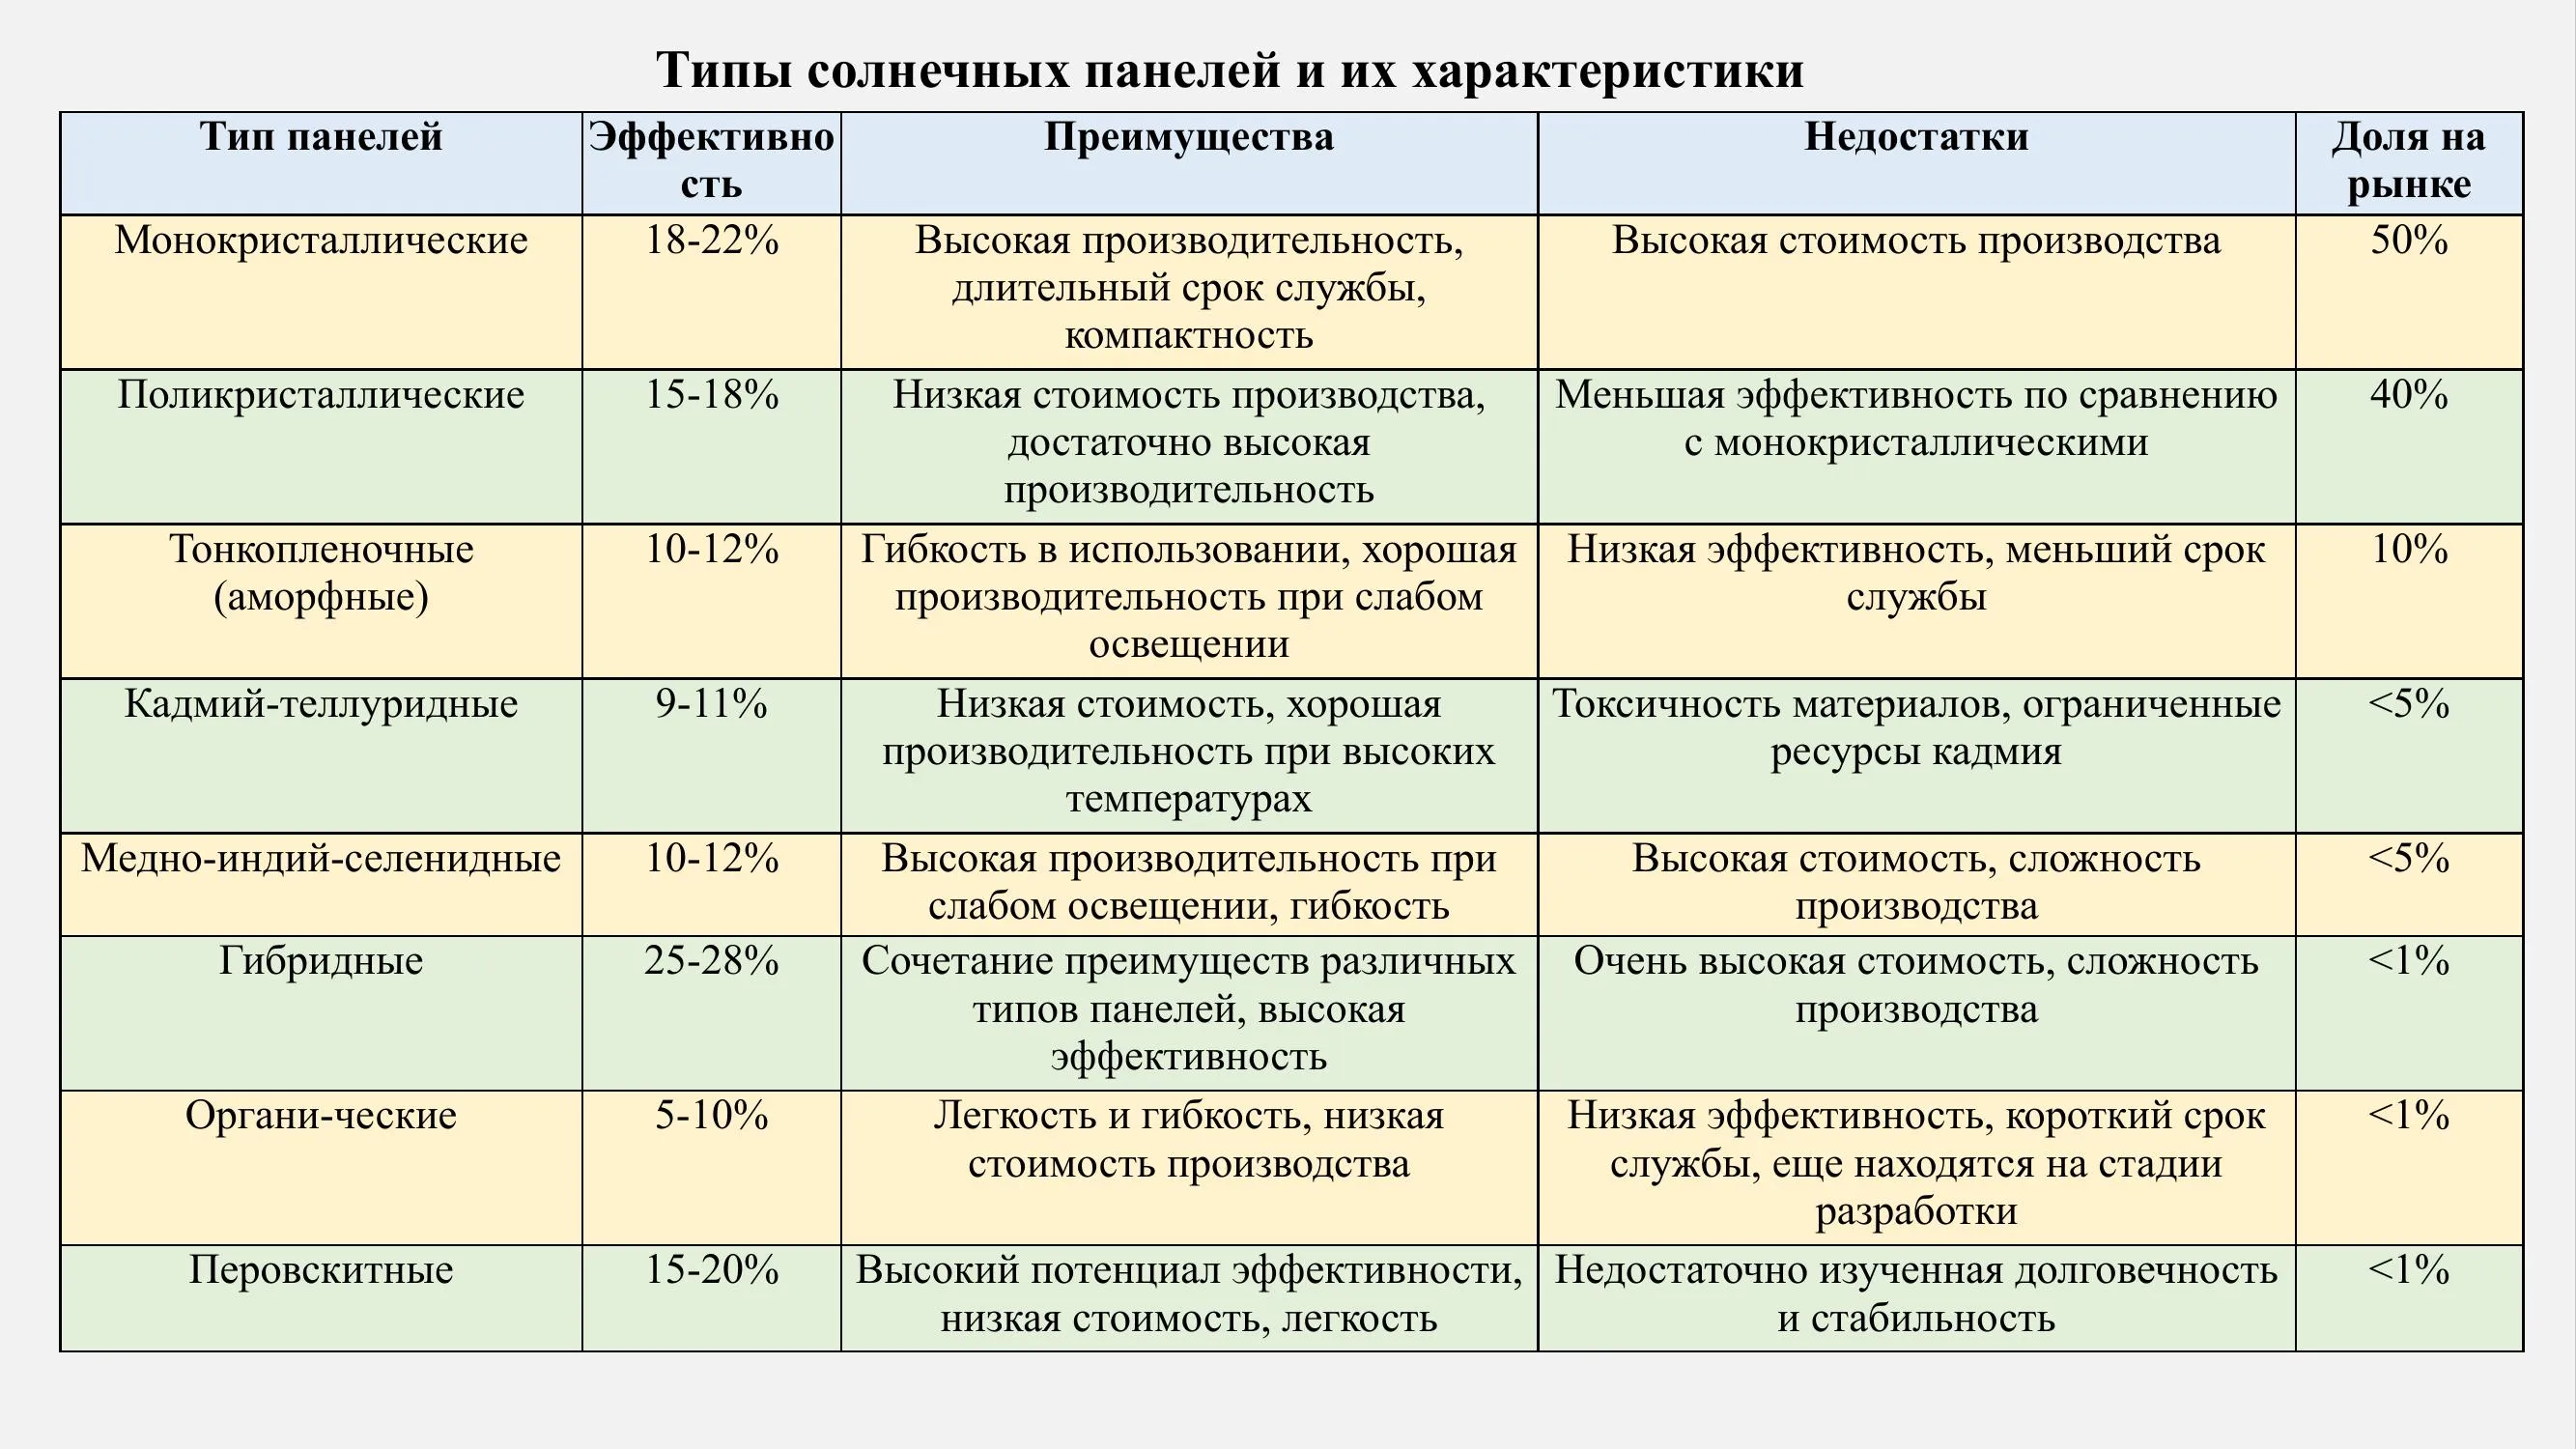 Типы солнечных панелей и их характеристики
Тип панелей
Эффективно
сть
Преимущества
Недостатки
Доля на
рынке
Монокристаллические
18-22%
Высокая производительность,
длительный срок службы,
компактность
Высокая стоимость производства
50%
Поликристаллические
15-18%
Низкая стоимость производства,
достаточно высокая
производительность
Меньшая эффективность по сравнению
с монокристаллическими
40%
Тонкопленочные
(аморфные)
10-12%
Гибкость в использовании, хорошая
производительность при слабом
освещении
Низкая эффективность, меньший срок
службы
10%
Кадмий-теллуридные
9-11%
Низкая стоимость, хорошая
производительность при высоких
температурах
Токсичность материалов, ограниченные
ресурсы кадмия
<5%
Медно-индий-селенидные
10-12%
Высокая производительность при
слабом освещении, гибкость
Высокая стоимость, сложность
производства
<5%
Гибридные
25-28%
Сочетание преимуществ различных
типов панелей, высокая
эффективность
Очень высокая стоимость, сложность
производства
<1%
Органи-ческие
5-10%
Легкость и гибкость, низкая
стоимость производства
Низкая эффективность, короткий срок
службы, еще находятся на стадии
разработки
<1%
Перовскитные
15-20%
Высокий потенциал эффективности,
низкая стоимость, легкость
Недостаточно изученная долговечность
и стабильность
<1%